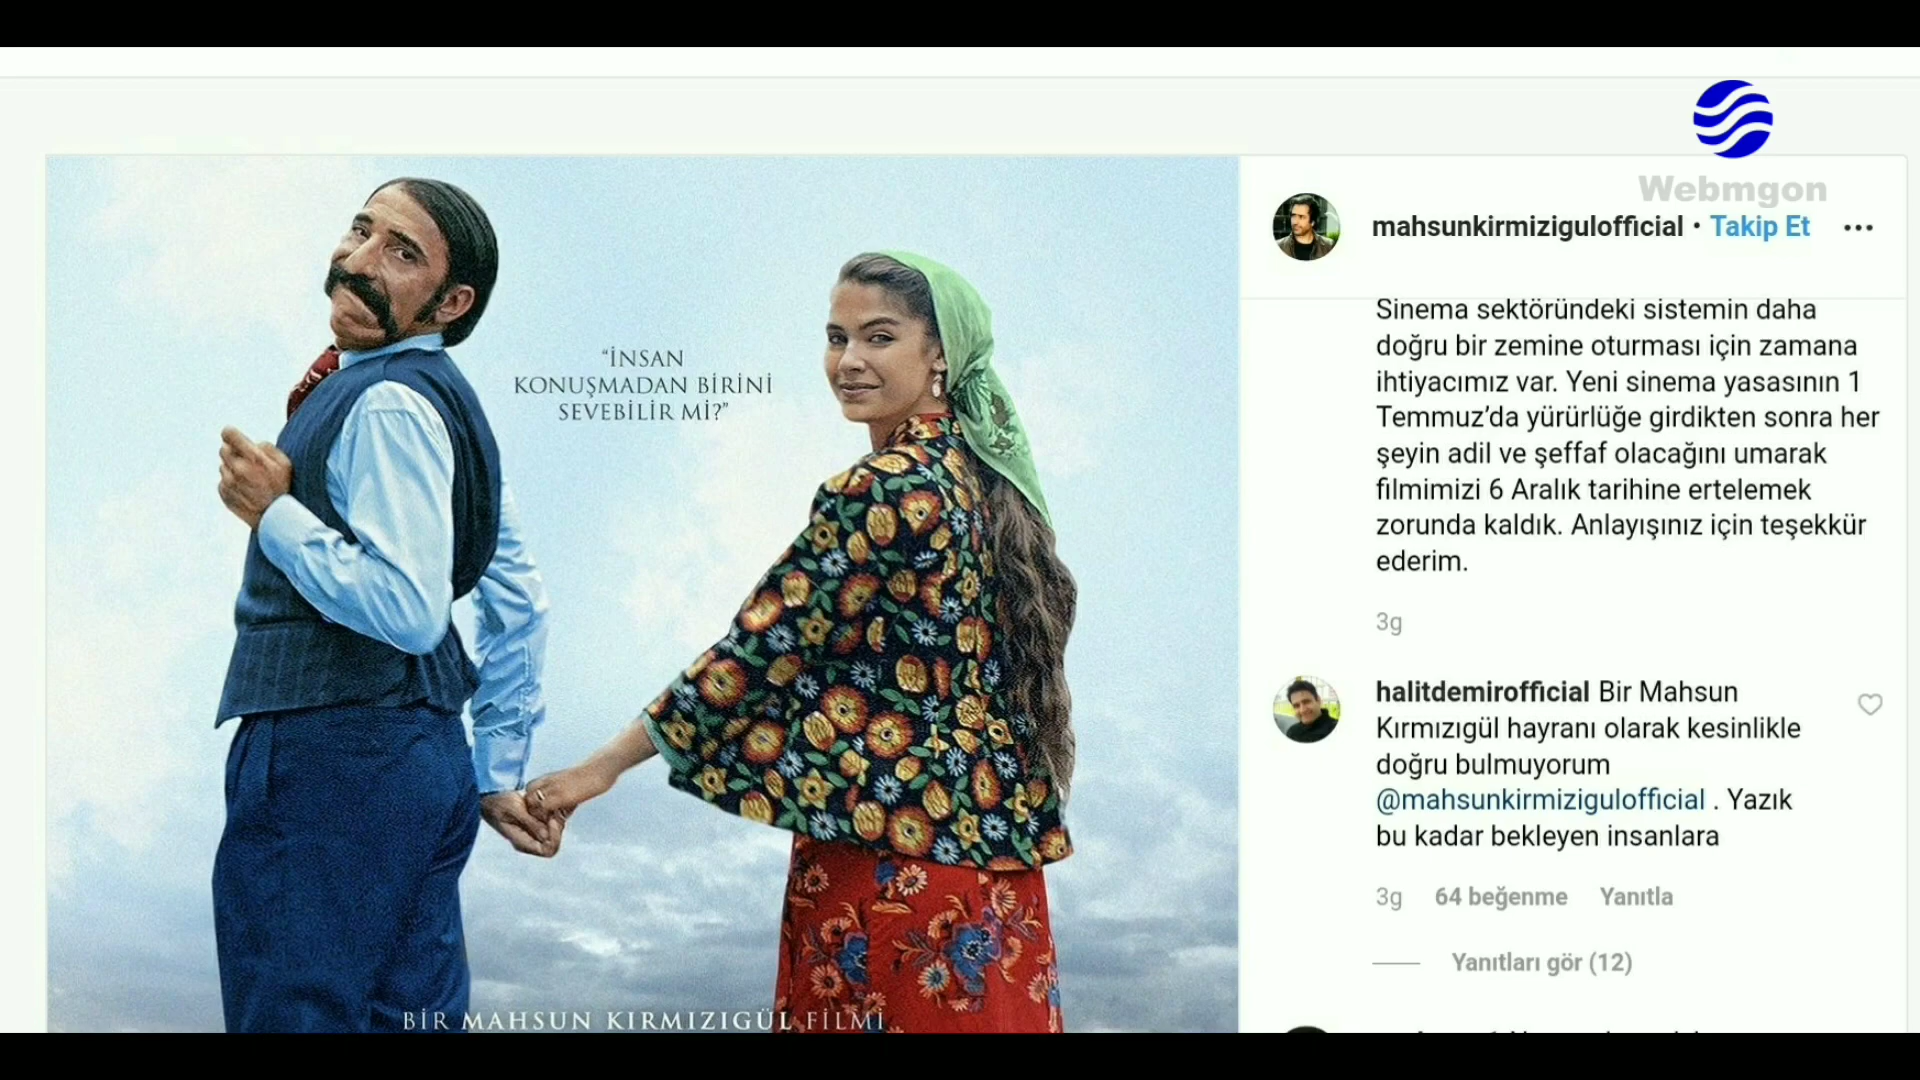 Webmgon
mahsunkirmizigulofficial • Takip Et
"İNSAN
KONUŞMADAN BİRİNİ
SEVEBİLİR Mİ?"
BİR MAHSUN KIRMIZIGÜL FİLMİ
Sinema sektöründeki sistemin daha
doğru bir zemine oturması için zamana
ihtiyacımız var. Yeni sinema yasasının 1
Temmuz’da yürürlüğe girdikten sonra her
şeyin adil ve şeffaf olacağını umarak
filmimizi 6 Aralık tarihine ertelemek
zorunda kaldık. Anlayışınız için teşekkür
ederim.
3g
halitdemirofficial Bir Mahsun
Kırmızıgül hayranı olarak kesinlikle
doğru bulmuyorum
@mahsunkirmizigulofficial . Yazık
bu kadar bekleyen insanlara
3g 64 beğenme Yanıtla
Yanıtları gör (12)